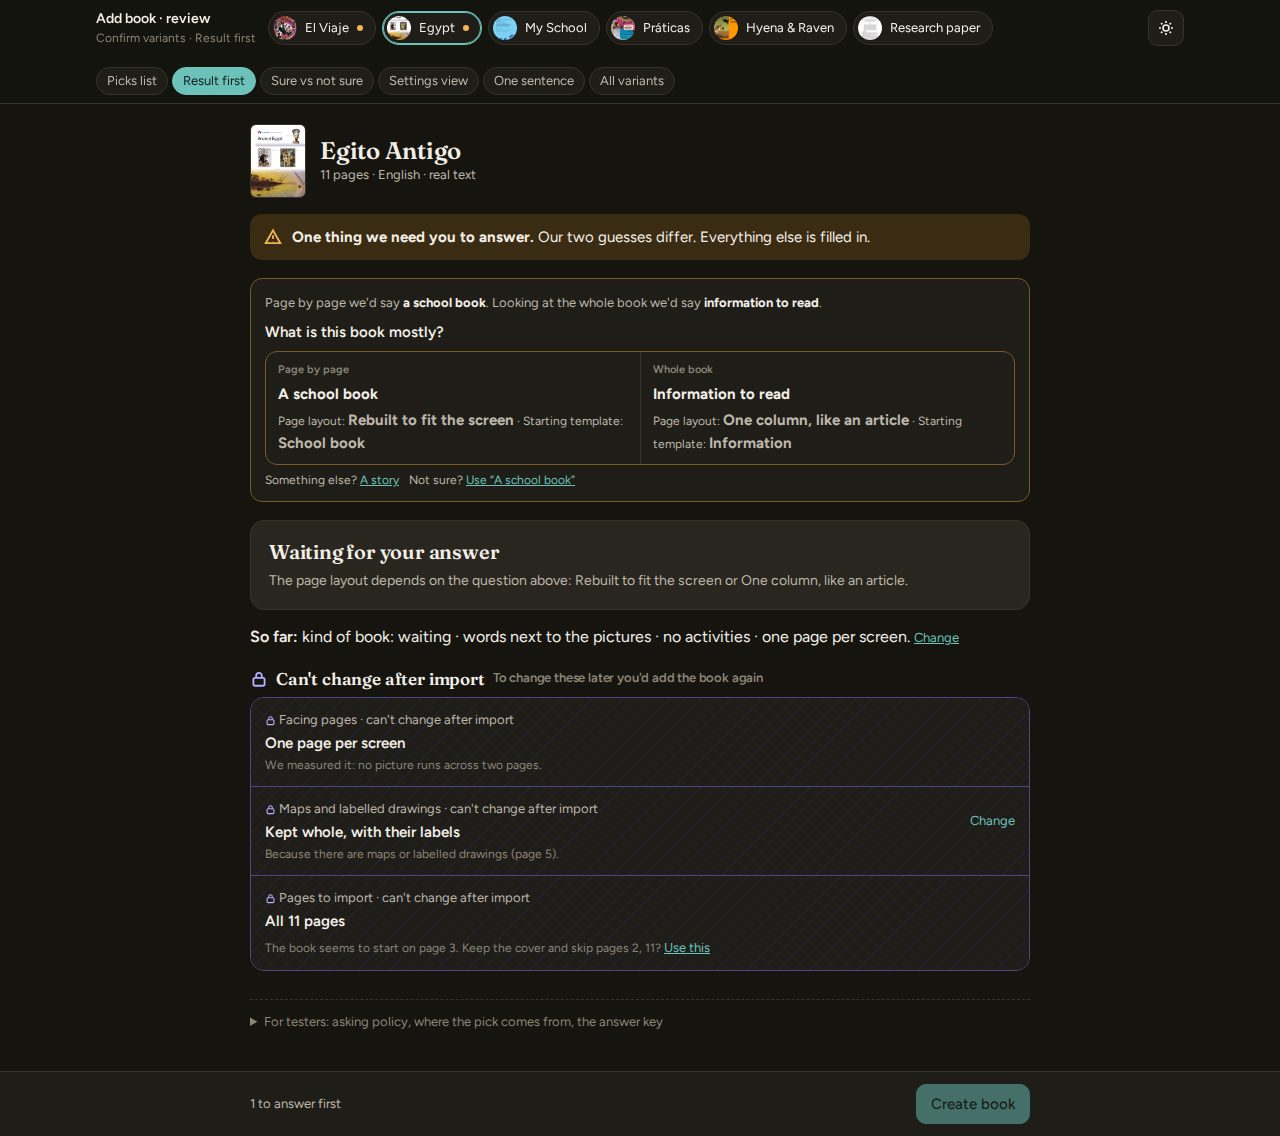 Add book · review
Confirm variants · Result first
El Viaje
Egypt
My School
Práticas
Hyena & Raven
Research paper
Picks list
Result first
Sure vs not sure
Settings view
One sentence
All variants
Egito Antigo
11 pages · English · real text
One thing we need you to answer. Our two guesses differ. Everything else is filled in.
Page by page we'd say a school book. Looking at the whole book we'd say information to read.
What is this book mostly?
Page by page
A school book
Page layout: Rebuilt to fit the screen · Starting template:
School book
Whole book
Information to read
Page layout: One column, like an article · Starting
template: Information
Something else? A story Not sure? Use “A school book”
Waiting for your answer
The page layout depends on the question above: Rebuilt to fit the screen or One column, like an article.
So far: kind of book: waiting · words next to the pictures · no activities · one page per screen. Change
Can't change after import To change these later you'd add the book again
Facing pages · can't change after import
One page per screen
We measured it: no picture runs across two pages.
Maps and labelled drawings · can't change after import
Kept whole, with their labels
Because there are maps or labelled drawings (page 5).
Change
Pages to import · can't change after import
All 11 pages
The book seems to start on page 3. Keep the cover and skip pages 2, 11? Use this
For testers: asking policy, where the pick comes from, the answer key
1 to answer first
Create book